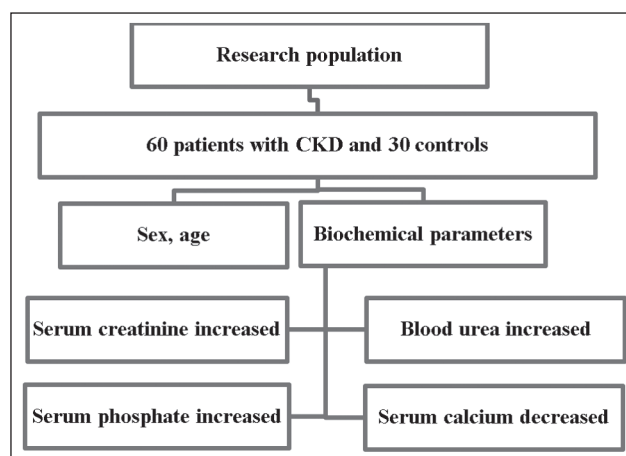 Research population
60 patients with CKD and 30 controls
Sex, age
Biochemical parameters
Serum creatinine increased
Blood urea increased
Serum phosphate increased
Serum calcium decreased